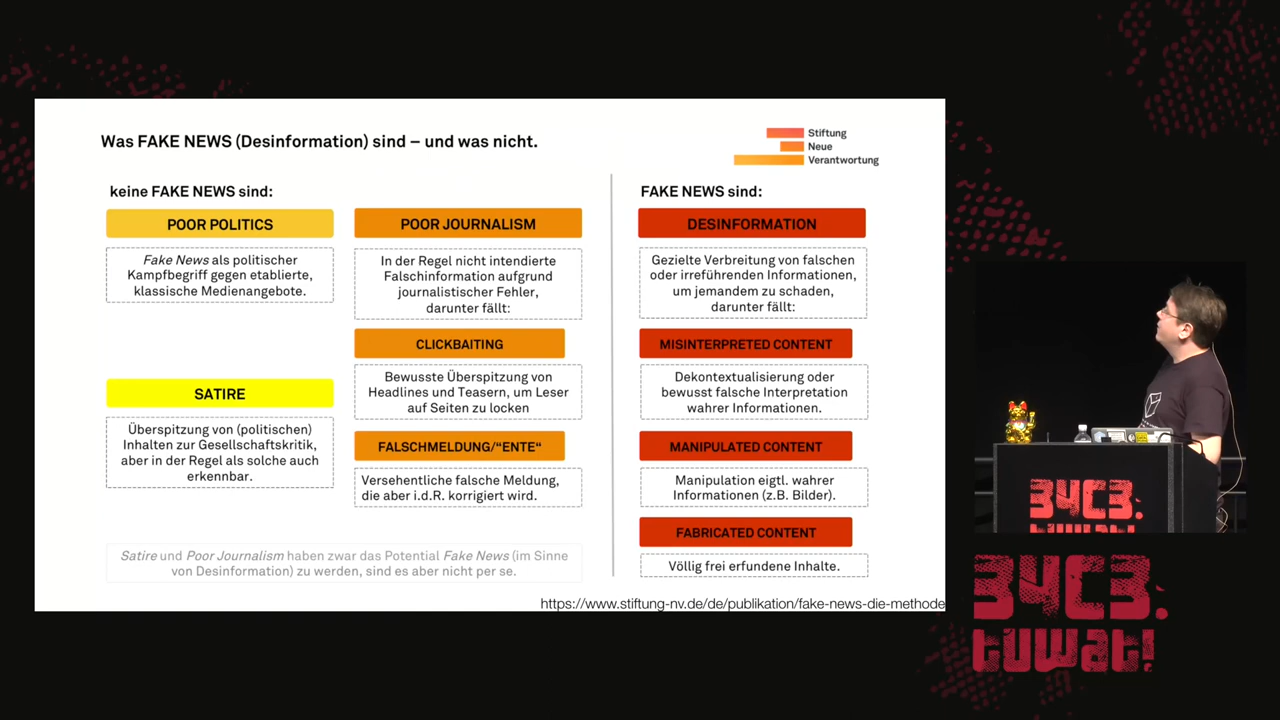 Was FAKE NEWS (Desinformation) sind – und was nicht.
Stiftung
Neue
Verantwortung
keine FAKE NEWS sind:
POOR POLITICS
Fake News als politischer
Kampfbegriff gegen etablierte,
klassische Medienangebote.
SATIRE
Überspitzung von (politischen)
Inhalten zur Gesellschaftskritik,
aber in der Regel als solche auch
erkennbar.
POOR JOURNALISM
In der Regel nicht intendierte
Falschinformation aufgrund
journalistischer Fehler,
darunter fällt:
CLICKBAITING
Bewusste Überspitzung von
Headlines und Teasern, um Leser
auf Seiten zu locken
FALSCHMELDUNG/“ENTE“
Versehentliche falsche Meldung,
die aber i.d.R. korrigiert wird.
Satire und Poor Journalism haben zwar das Potential Fake News (im Sinne
von Desinformation) zu werden, sind es aber nicht per se.
FAKE NEWS sind:
DESINFORMATION
Gezielte Verbreitung von falschen
oder irreführenden Informationen,
um jemandem zu schaden,
darunter fällt:
MISINTERPRETED CONTENT
Dekontextualisierung oder
bewusst falsche Interpretation
wahrer Informationen.
MANIPULATED CONTENT
Manipulation eigtl. wahrer
Informationen (z.B. Bilder).
FABRICATED CONTENT
Völlig frei erfundene Inhalte.
https://www.stiftung-nv.de/de/publikation/fake-news-die-methode
34C3.
tuwat!
34C3.
tuwat!